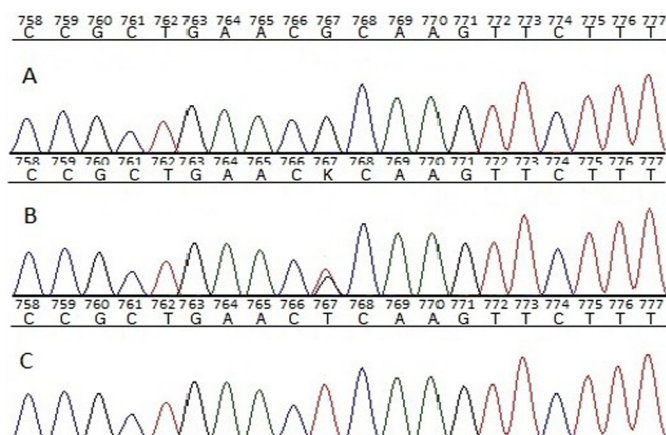 758 759 760 761 762 763 764 765 766 767 768 769 770 771 772 773 774 775 776 777
C C G C T G A A C G C A A G T T C T T T
A
758 759 760 761 762 763 764 765 766 767 768 769 770 771 772 773 774 775 776 777
C C G C T G A A C K C A A G T T C T T T
B
758 759 760 761 762 763 764 765 766 767 768 769 770 771 772 773 774 775 776 777
C C G C T G A A C T C A A G T T C T T T
C